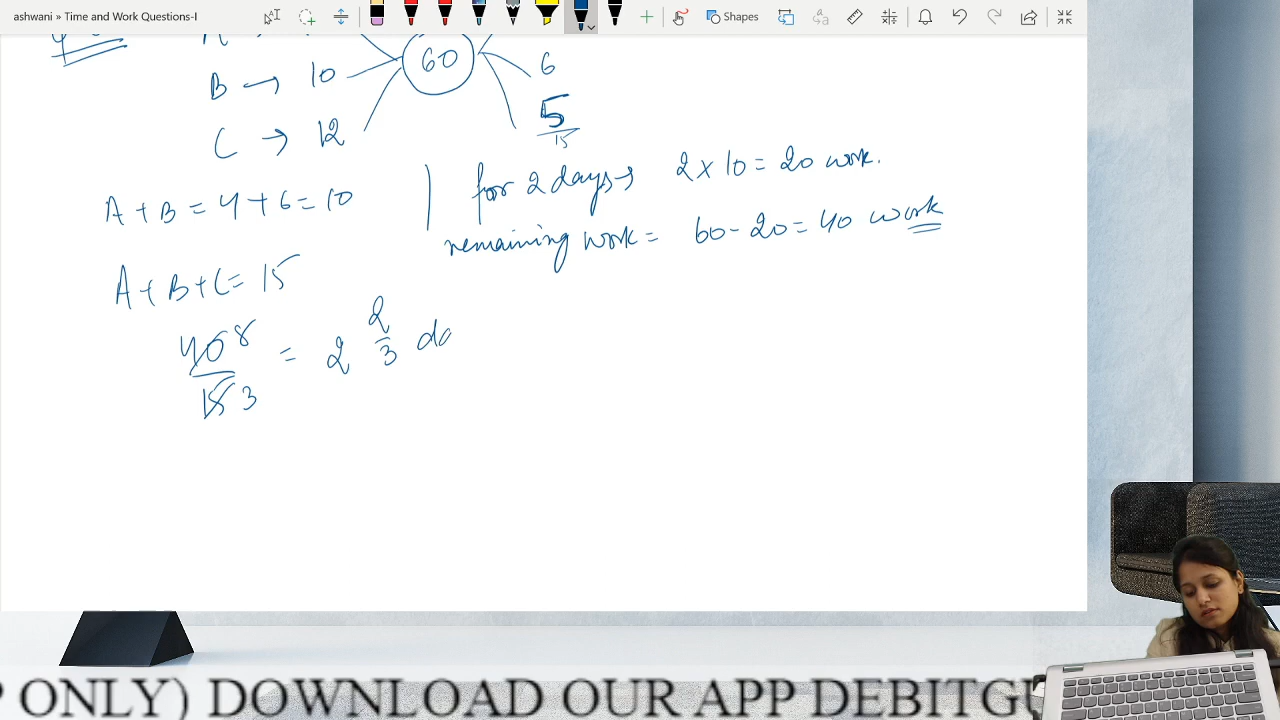 ashwani » Time and Work Questions-I
Shapes
60
6
B → 10
C → 12
5
15
A + B = 4 + 6 = 10
for 2 days → 2 x 10 = 20 work.
remaining work = 60 - 20 = 40 work
A + B + C = 15
40 8
15 3
= 2 2/3 da
ONLY) DOWNLOAD OUR APP DEBITGU